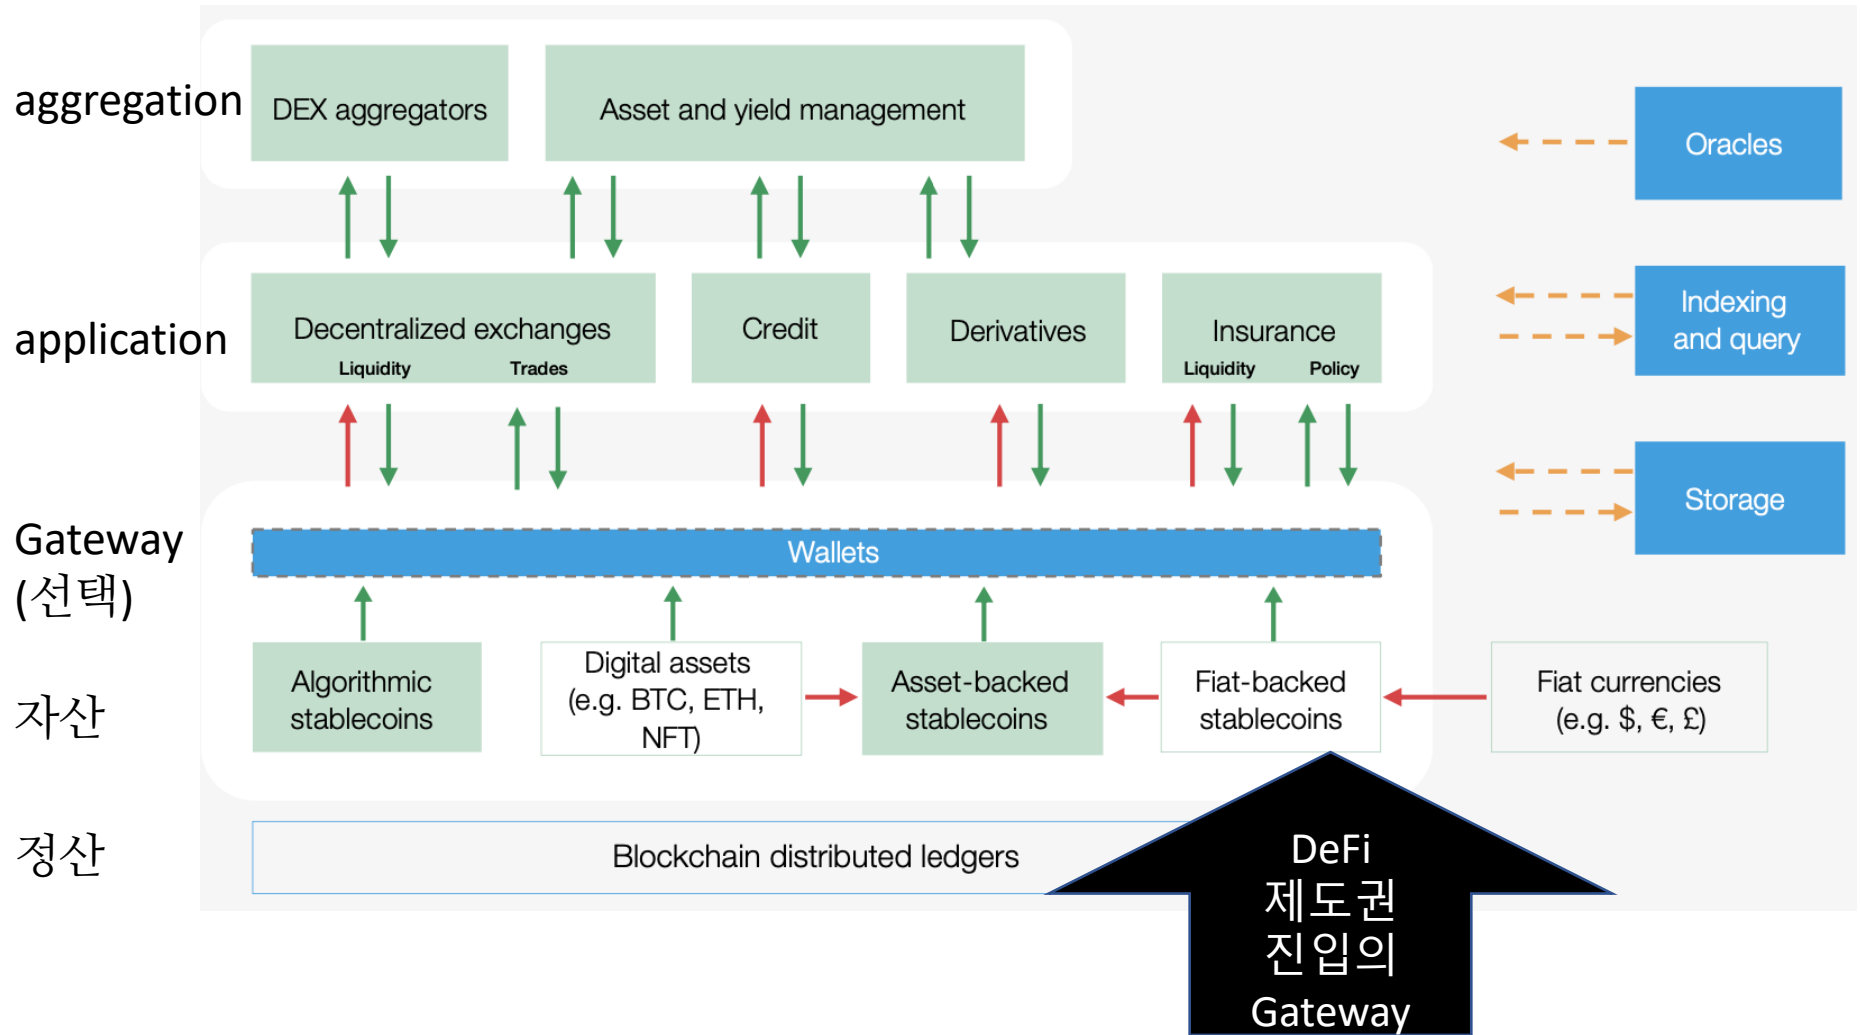 aggregation
DEX aggregators
Asset and yield management
Oracles
application
Decentralized exchanges
Liquidity
Trades
Credit
Derivatives
Insurance
Liquidity
Policy
Indexing
and query
Storage
Gateway
(선택)
Wallets
자산
Algorithmic
stablecoins
Digital assets
(e.g. BTC, ETH,
NFT)
Asset-backed
stablecoins
Fiat-backed
stablecoins
Fiat currencies
(e.g. $, €, £)
정산
Blockchain distributed ledgers
DeFi
제도권
진입의
Gateway